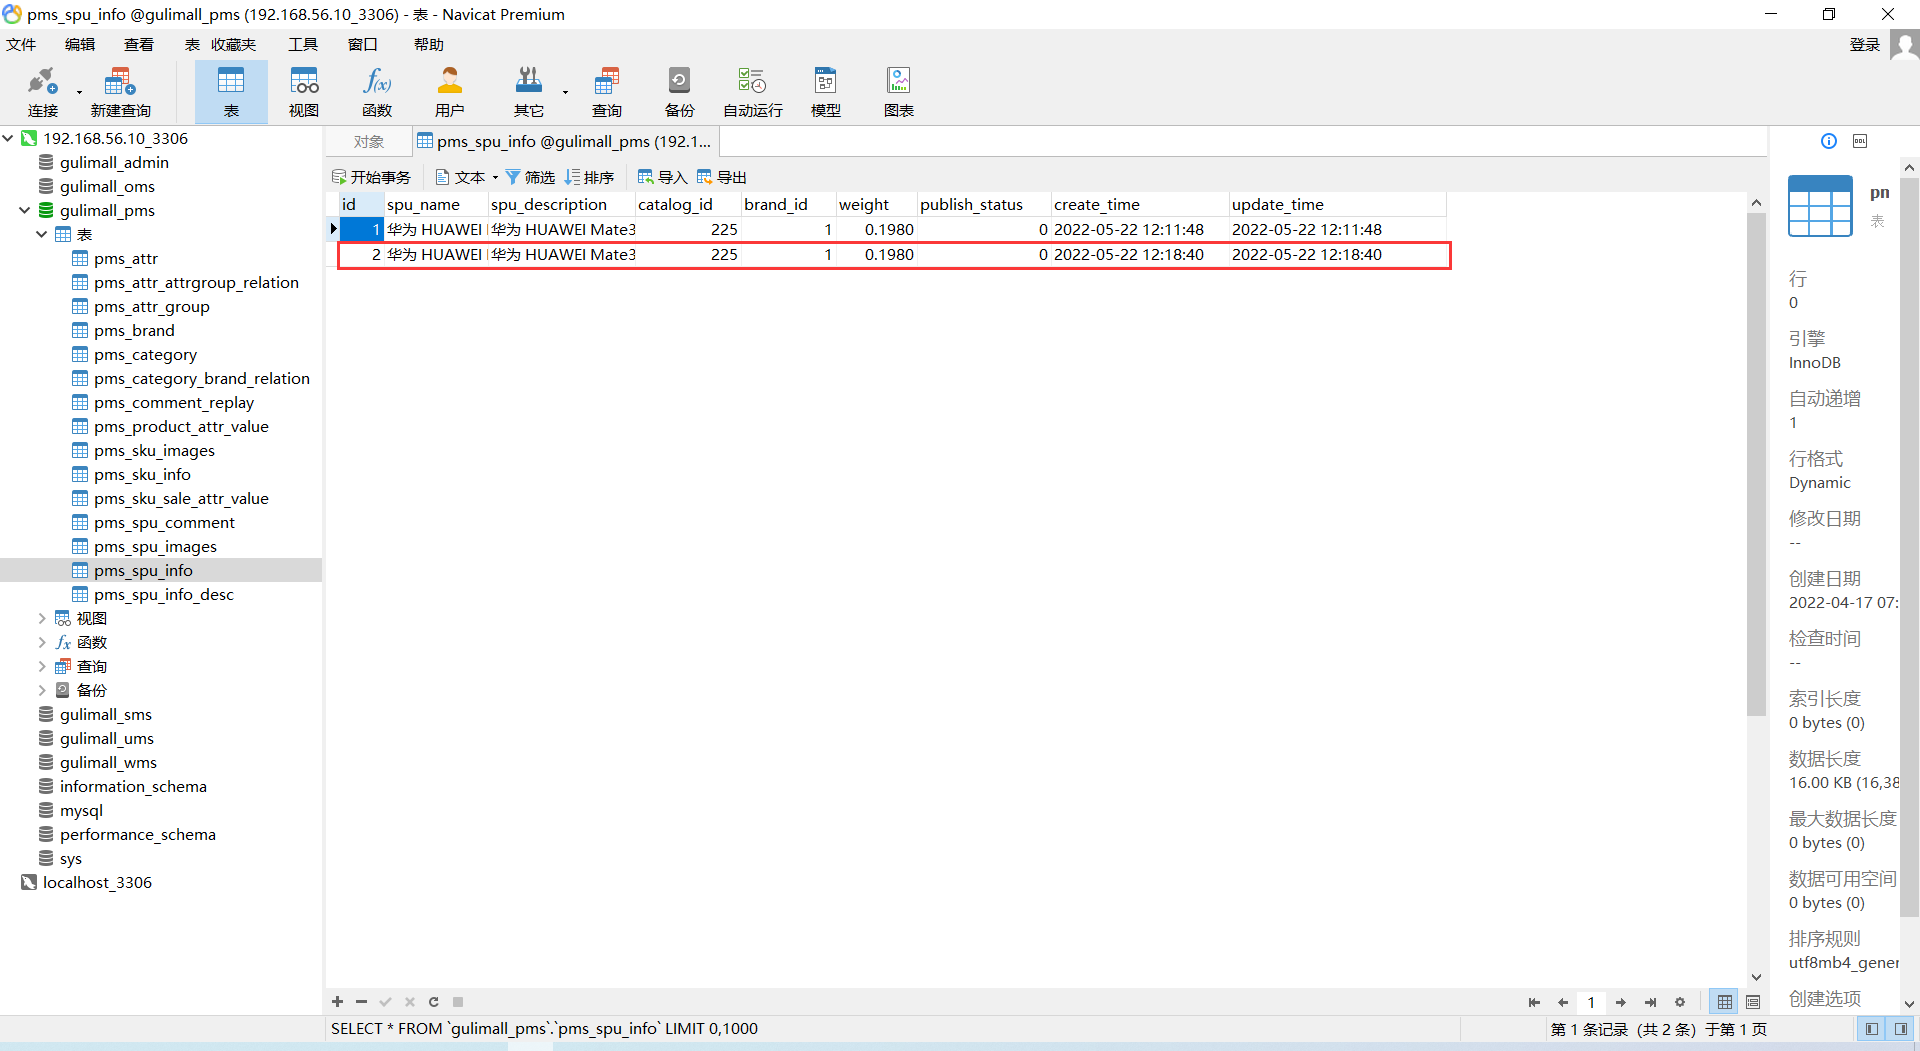 pms_spu_info @gulimall_pms (192.168.56.10_3306) - 表 - Navicat Premium
文件 编辑 查看 表 收藏夹 工具 窗口 帮助 登录
连接 新建查询 表 视图 函数 用户 其它 查询 备份 自动运行 模型 图表
192.168.56.10_3306
gulimall_admin
gulimall_oms
gulimall_pms
表
pms_attr
pms_attr_attrgroup_relation
pms_attr_group
pms_brand
pms_category
pms_category_brand_relation
pms_comment_replay
pms_product_attr_value
pms_sku_images
pms_sku_info
pms_sku_sale_attr_value
pms_spu_comment
pms_spu_images
pms_spu_info
pms_spu_info_desc
视图
函数
查询
备份
gulimall_sms
gulimall_ums
gulimall_wms
information_schema
mysql
performance_schema
sys
localhost_3306
对象 pms_spu_info @gulimall_pms (192.1...
开始事务 文本 筛选 排序 导入 导出
id spu_name spu_description catalog_id brand_id weight publish_status create_time update_time
1 华为 HUAWEI 华为 HUAWEI Mate3 225 1 0.1980 0 2022-05-22 12:11:48 2022-05-22 12:11:48
2 华为 HUAWEI 华为 HUAWEI Mate3 225 1 0.1980 0 2022-05-22 12:18:40 2022-05-22 12:18:40
1
SELECT * FROM `gulimall_pms`.`pms_spu_info` LIMIT 0,1000
第 1 条记录 (共 2 条) 于第 1 页
DDL
pn
表
行
0
引擎
InnoDB
自动递增
1
行格式
Dynamic
修改日期
--
创建日期
2022-04-17 07:
检查时间
--
索引长度
0 bytes (0)
数据长度
16.00 KB (16,38
最大数据长度
0 bytes (0)
数据可用空间
0 bytes (0)
排序规则
utf8mb4_gener
创建选项